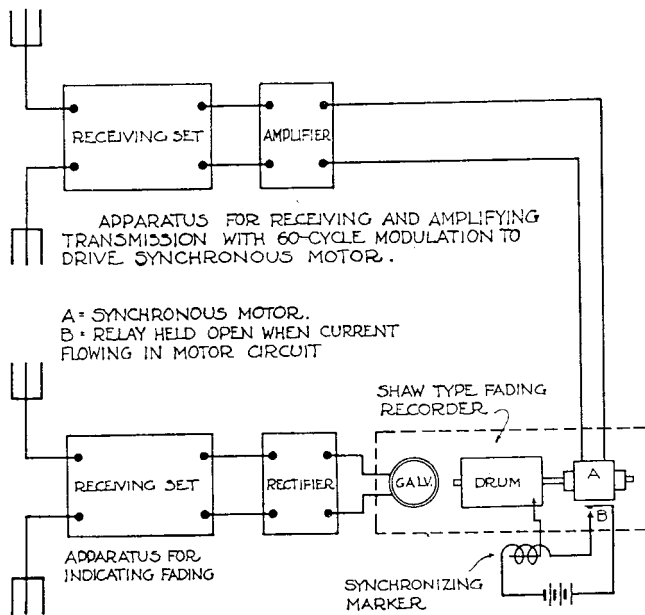 RECEIVING SET
AMPLIFIER
APPARATUS FOR RECEIVING AND AMPLIFYING
TRANSMISSION WITH 60-CYCLE MODULATION TO
DRIVE SYNCHRONOUS MOTOR.
A = SYNCHRONOUS MOTOR.
B = RELAY HELD OPEN WHEN CURRENT
FLOWING IN MOTOR CIRCUIT
SHAW TYPE FADING
RECORDER
RECEIVING SET
RECTIFIER
GALV.
DRUM
A
B
APPARATUS FOR
INDICATING FADING
SYNCHRONIZING
MARKER